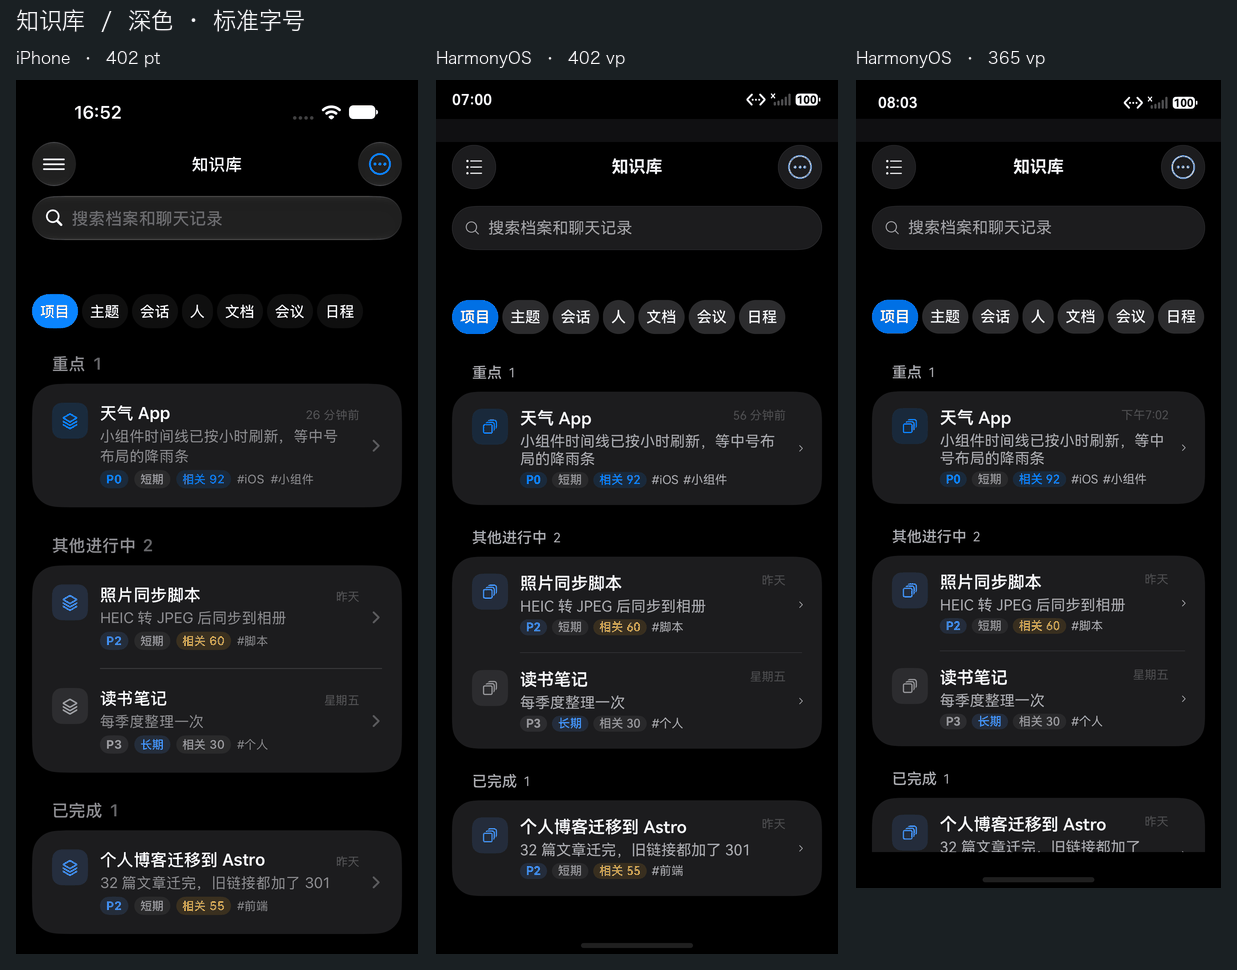 知识库 / 深色 · 标准字号
iPhone · 402 pt
16:52
知识库
搜索档案和聊天记录
项目 主题 会话 人 文档 会议 日程
重点 1
天气 App 26 分钟前
小组件时间线已按小时刷新，等中号
布局的降雨条
P0 短期 相关 92 #iOS #小组件
其他进行中 2
照片同步脚本 昨天
HEIC 转 JPEG 后同步到相册
P2 短期 相关 60 #脚本
读书笔记 星期五
每季度整理一次
P3 长期 相关 30 #个人
已完成 1
个人博客迁移到 Astro 昨天
32 篇文章迁完，旧链接都加了 301
P2 短期 相关 55 #前端
HarmonyOS · 402 vp
07:00 100
知识库
搜索档案和聊天记录
项目 主题 会话 人 文档 会议 日程
重点 1
天气 App 56 分钟前
小组件时间线已按小时刷新，等中号布
局的降雨条
P0 短期 相关 92 #iOS #小组件
其他进行中 2
照片同步脚本 昨天
HEIC 转 JPEG 后同步到相册
P2 短期 相关 60 #脚本
读书笔记 星期五
每季度整理一次
P3 长期 相关 30 #个人
已完成 1
个人博客迁移到 Astro 昨天
32 篇文章迁完，旧链接都加了 301
P2 短期 相关 55 #前端
HarmonyOS · 365 vp
08:03 100
知识库
搜索档案和聊天记录
项目 主题 会话 人 文档 会议 日程
重点 1
天气 App 下午7:02
小组件时间线已按小时刷新，等中
号布局的降雨条
P0 短期 相关 92 #iOS #小组件
其他进行中 2
照片同步脚本 昨天
HEIC 转 JPEG 后同步到相册
P2 短期 相关 60 #脚本
读书笔记 星期五
每季度整理一次
P3 长期 相关 30 #个人
已完成 1
个人博客迁移到 Astro 昨天
32 篇文章迁完，旧链接都加了